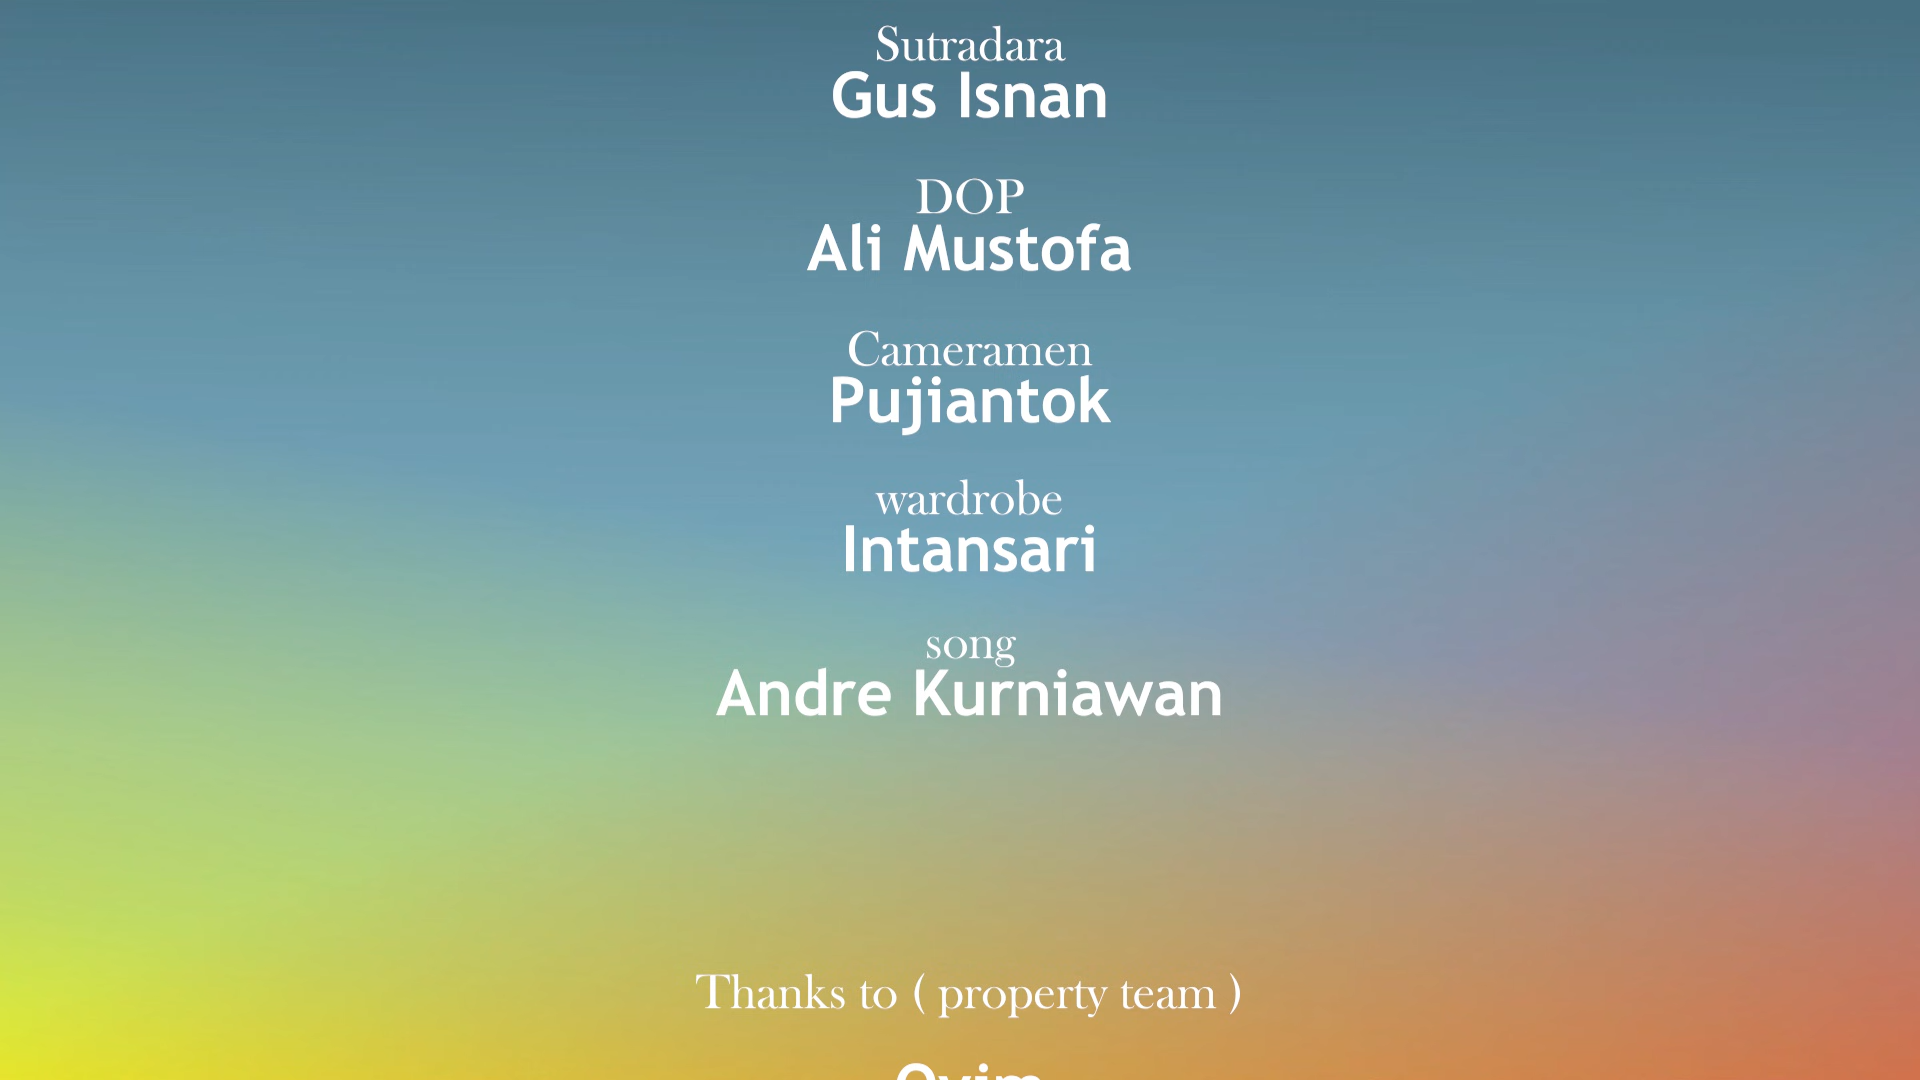 Sutradara
Gus Isnan
DOP
Ali Mustofa
Cameramen
Pujiantok
wardrobe
Intansari
song
Andre Kurniawan
Thanks to ( property team )